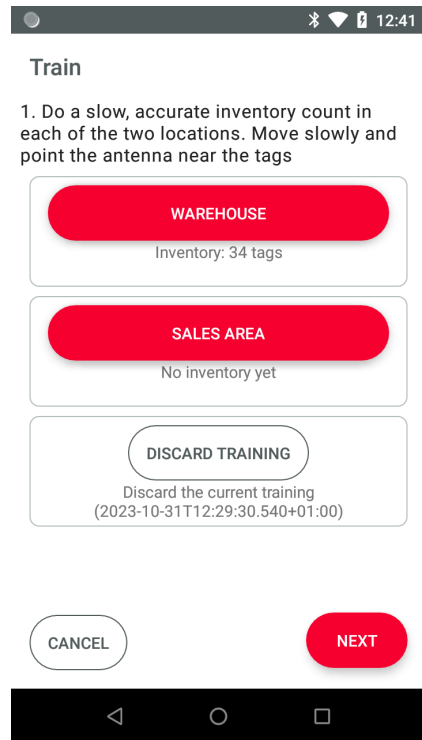 12:41
Train
1. Do a slow, accurate inventory count in
each of the two locations. Move slowly and
point the antenna near the tags
WAREHOUSE
Inventory: 34 tags
SALES AREA
No inventory yet
DISCARD TRAINING
Discard the current training
(2023-10-31T12:29:30.540+01:00)
CANCEL
NEXT